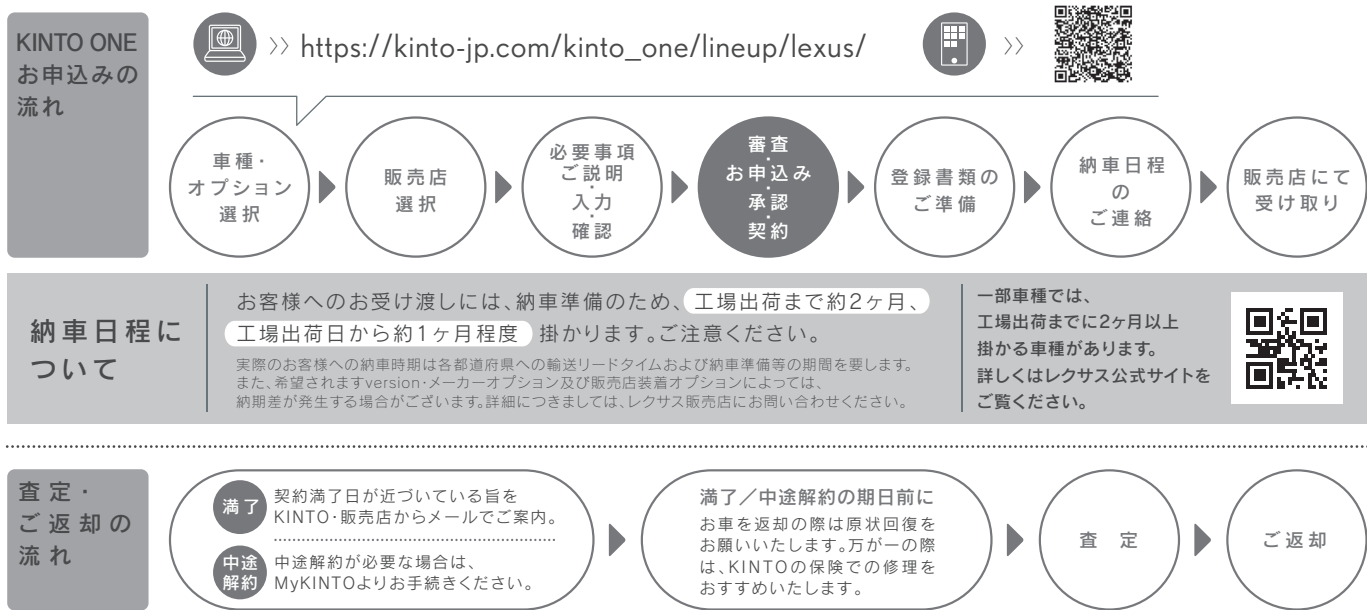 KINTO ONE
お申込みの
流れ
>> https://kinto-jp.com/kinto_one/lineup/lexus/
>>
車種・
オプション
選択
販売店
選択
必要事項
ご説明
・
入力
・
確認
審査
・
お申込み
・
承認
・
契約
登録書類の
ご準備
納車日程
の
ご連絡
販売店にて
受け取り
納車日程に
ついて
お客様へのお受け渡しには、納車準備のため、工場出荷まで約2ヶ月、
工場出荷日から約1ヶ月程度 掛かります。ご注意ください。
実際のお客様への納車時期は各都道府県への輸送リードタイムおよび納車準備等の期間を要します。
また、希望されますversion・メーカーオプション及び販売店装着オプションによっては、
納期差が発生する場合がございます。詳細につきましては、レクサス販売店にお問い合わせください。
一部車種では、
工場出荷までに2ヶ月以上
掛かる車種があります。
詳しくはレクサス公式サイトを
ご覧ください。
査定・
ご返却の
流れ
満了
契約満了日が近づいている旨を
KINTO・販売店からメールでご案内。
中途
解約
中途解約が必要な場合は、
MyKINTOよりお手続きください。
満了／中途解約の期日前に
お車を返却の際は原状回復を
お願いいたします。万が一の際
は、KINTOの保険での修理を
おすすめいたします。
査 定
ご返却